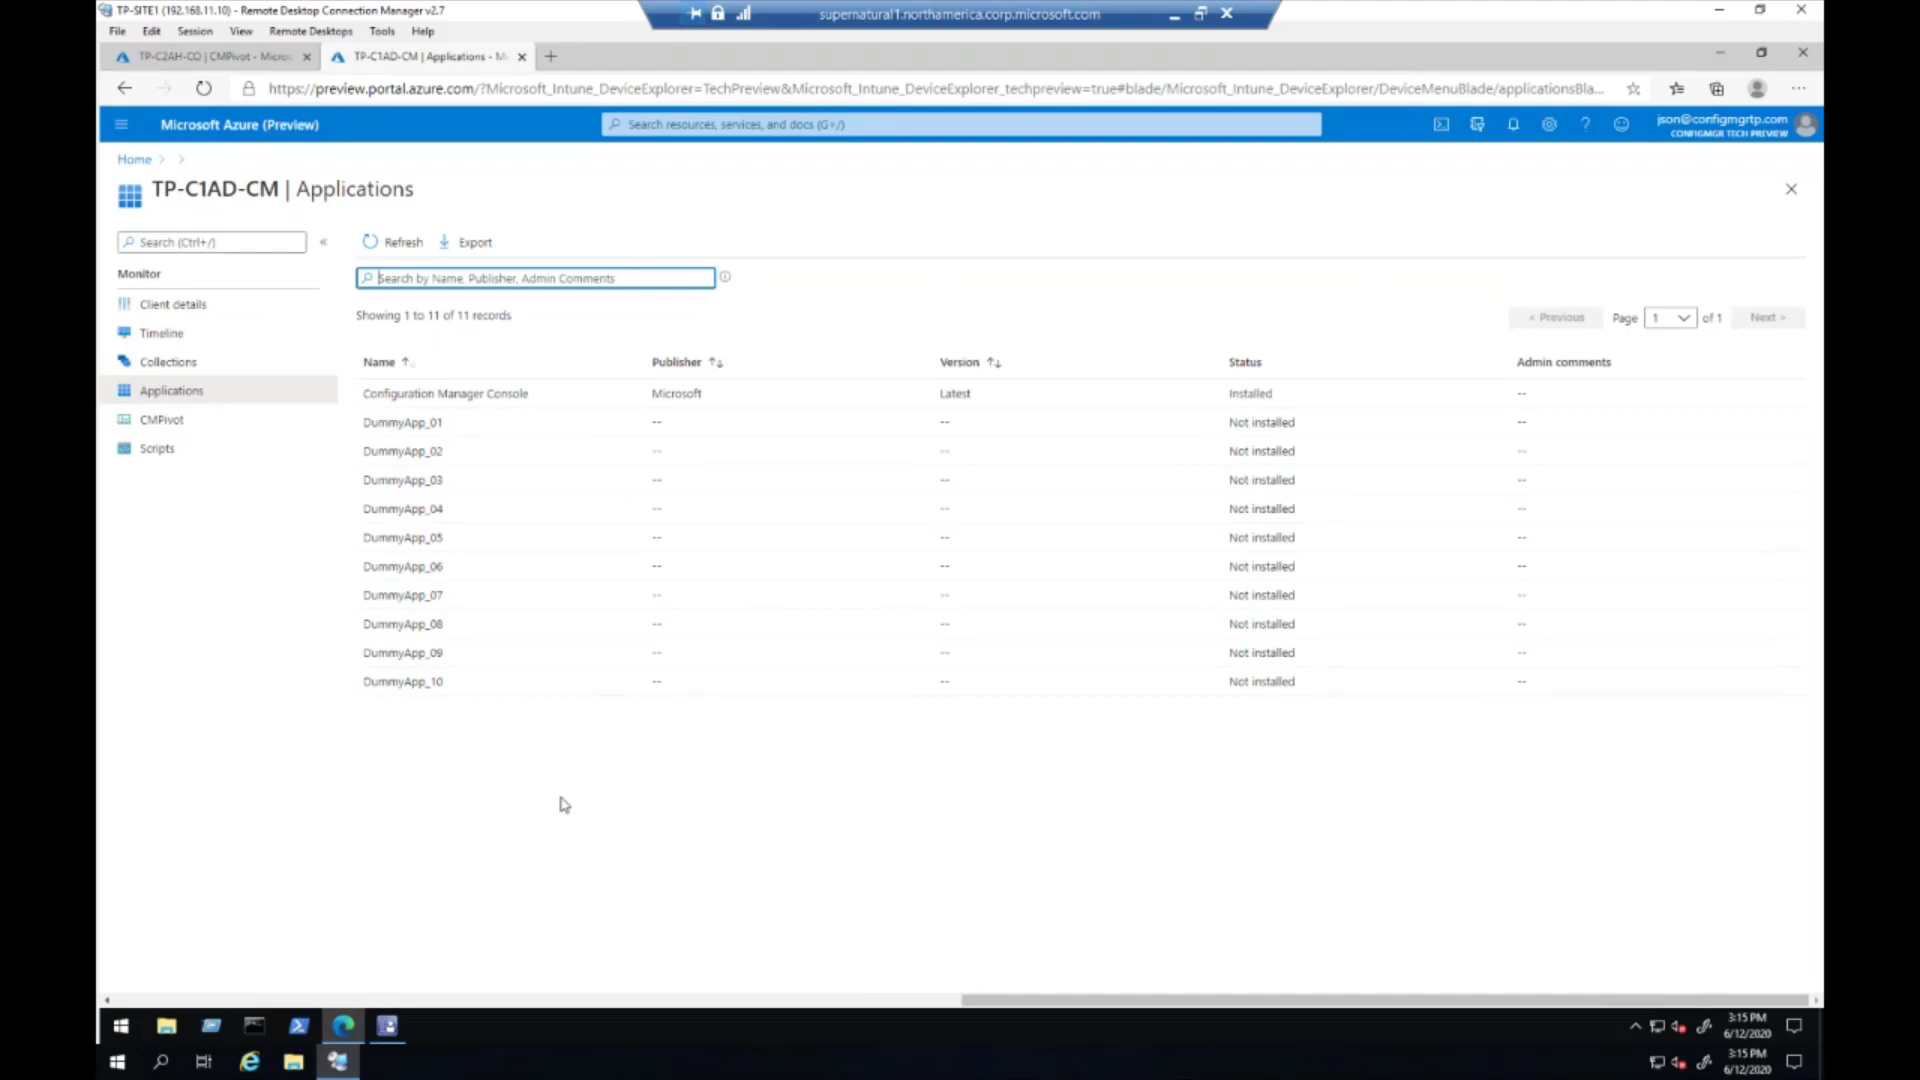 TP-SITE1 (192.168.11.10) - Remote Desktop Connection Manager v2.7
supernatural1.northamerica.corp.microsoft.com
File Edit Session View Remote Desktops Tools Help
TP-C2AH-CO | CMPivot - Micros
TP-C1AD-CM | Applications - Mi
https://preview.portal.azure.com/?Microsoft_Intune_DeviceExplorer=TechPreview&Microsoft_Intune_DeviceExplorer_techpreview=true#blade/Microsoft_Intune_DeviceExplorer/DeviceMenuBlade/applicationsBla...
Microsoft Azure (Preview)
Search resources, services, and docs (G+/)
json@configmgrtp.com
CONFIGMGR TECH PREVIEW
Home
TP-C1AD-CM | Applications
Search (Ctrl+/)
Refresh
Export
Monitor
Client details
Timeline
Collections
Applications
CMPivot
Scripts
Search by Name, Publisher, Admin Comments
Showing 1 to 11 of 11 records
< Previous Page 1 of 1 Next >
Name Publisher Version Status Admin comments
Configuration Manager Console Microsoft Latest Installed --
DummyApp_01 -- -- Not installed --
DummyApp_02 -- -- Not installed --
DummyApp_03 -- -- Not installed --
DummyApp_04 -- -- Not installed --
DummyApp_05 -- -- Not installed --
DummyApp_06 -- -- Not installed --
DummyApp_07 -- -- Not installed --
DummyApp_08 -- -- Not installed --
DummyApp_09 -- -- Not installed --
DummyApp_10 -- -- Not installed --
3:15 PM
6/12/2020
3:15 PM
6/12/2020